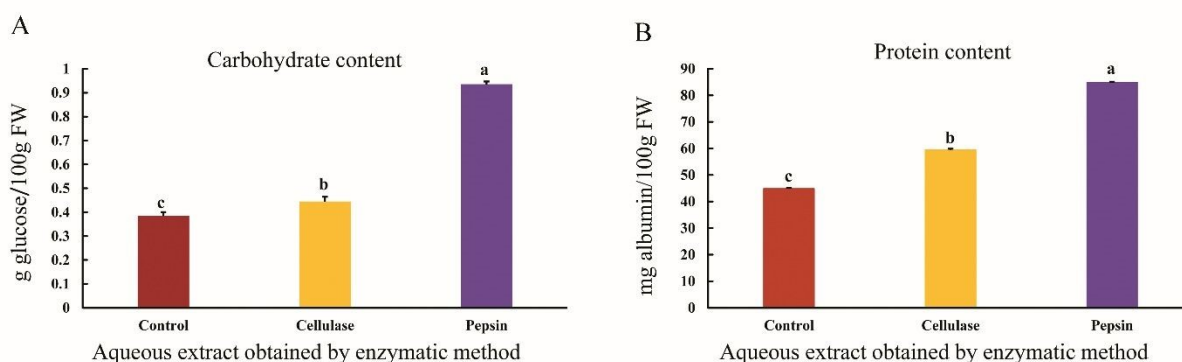 A
Carbohydrate content
g glucose/100g FW
1
0.9
0.8
0.7
0.6
0.5
0.4
0.3
0.2
0.1
0
c
b
a
Control Cellulase Pepsin
Aqueous extract obtained by enzymatic method
B
Protein content
mg albumin/100g FW
90
80
70
60
50
40
30
20
10
0
c
b
a
Control Cellulase Pepsin
Aqueous extract obtained by enzymatic method